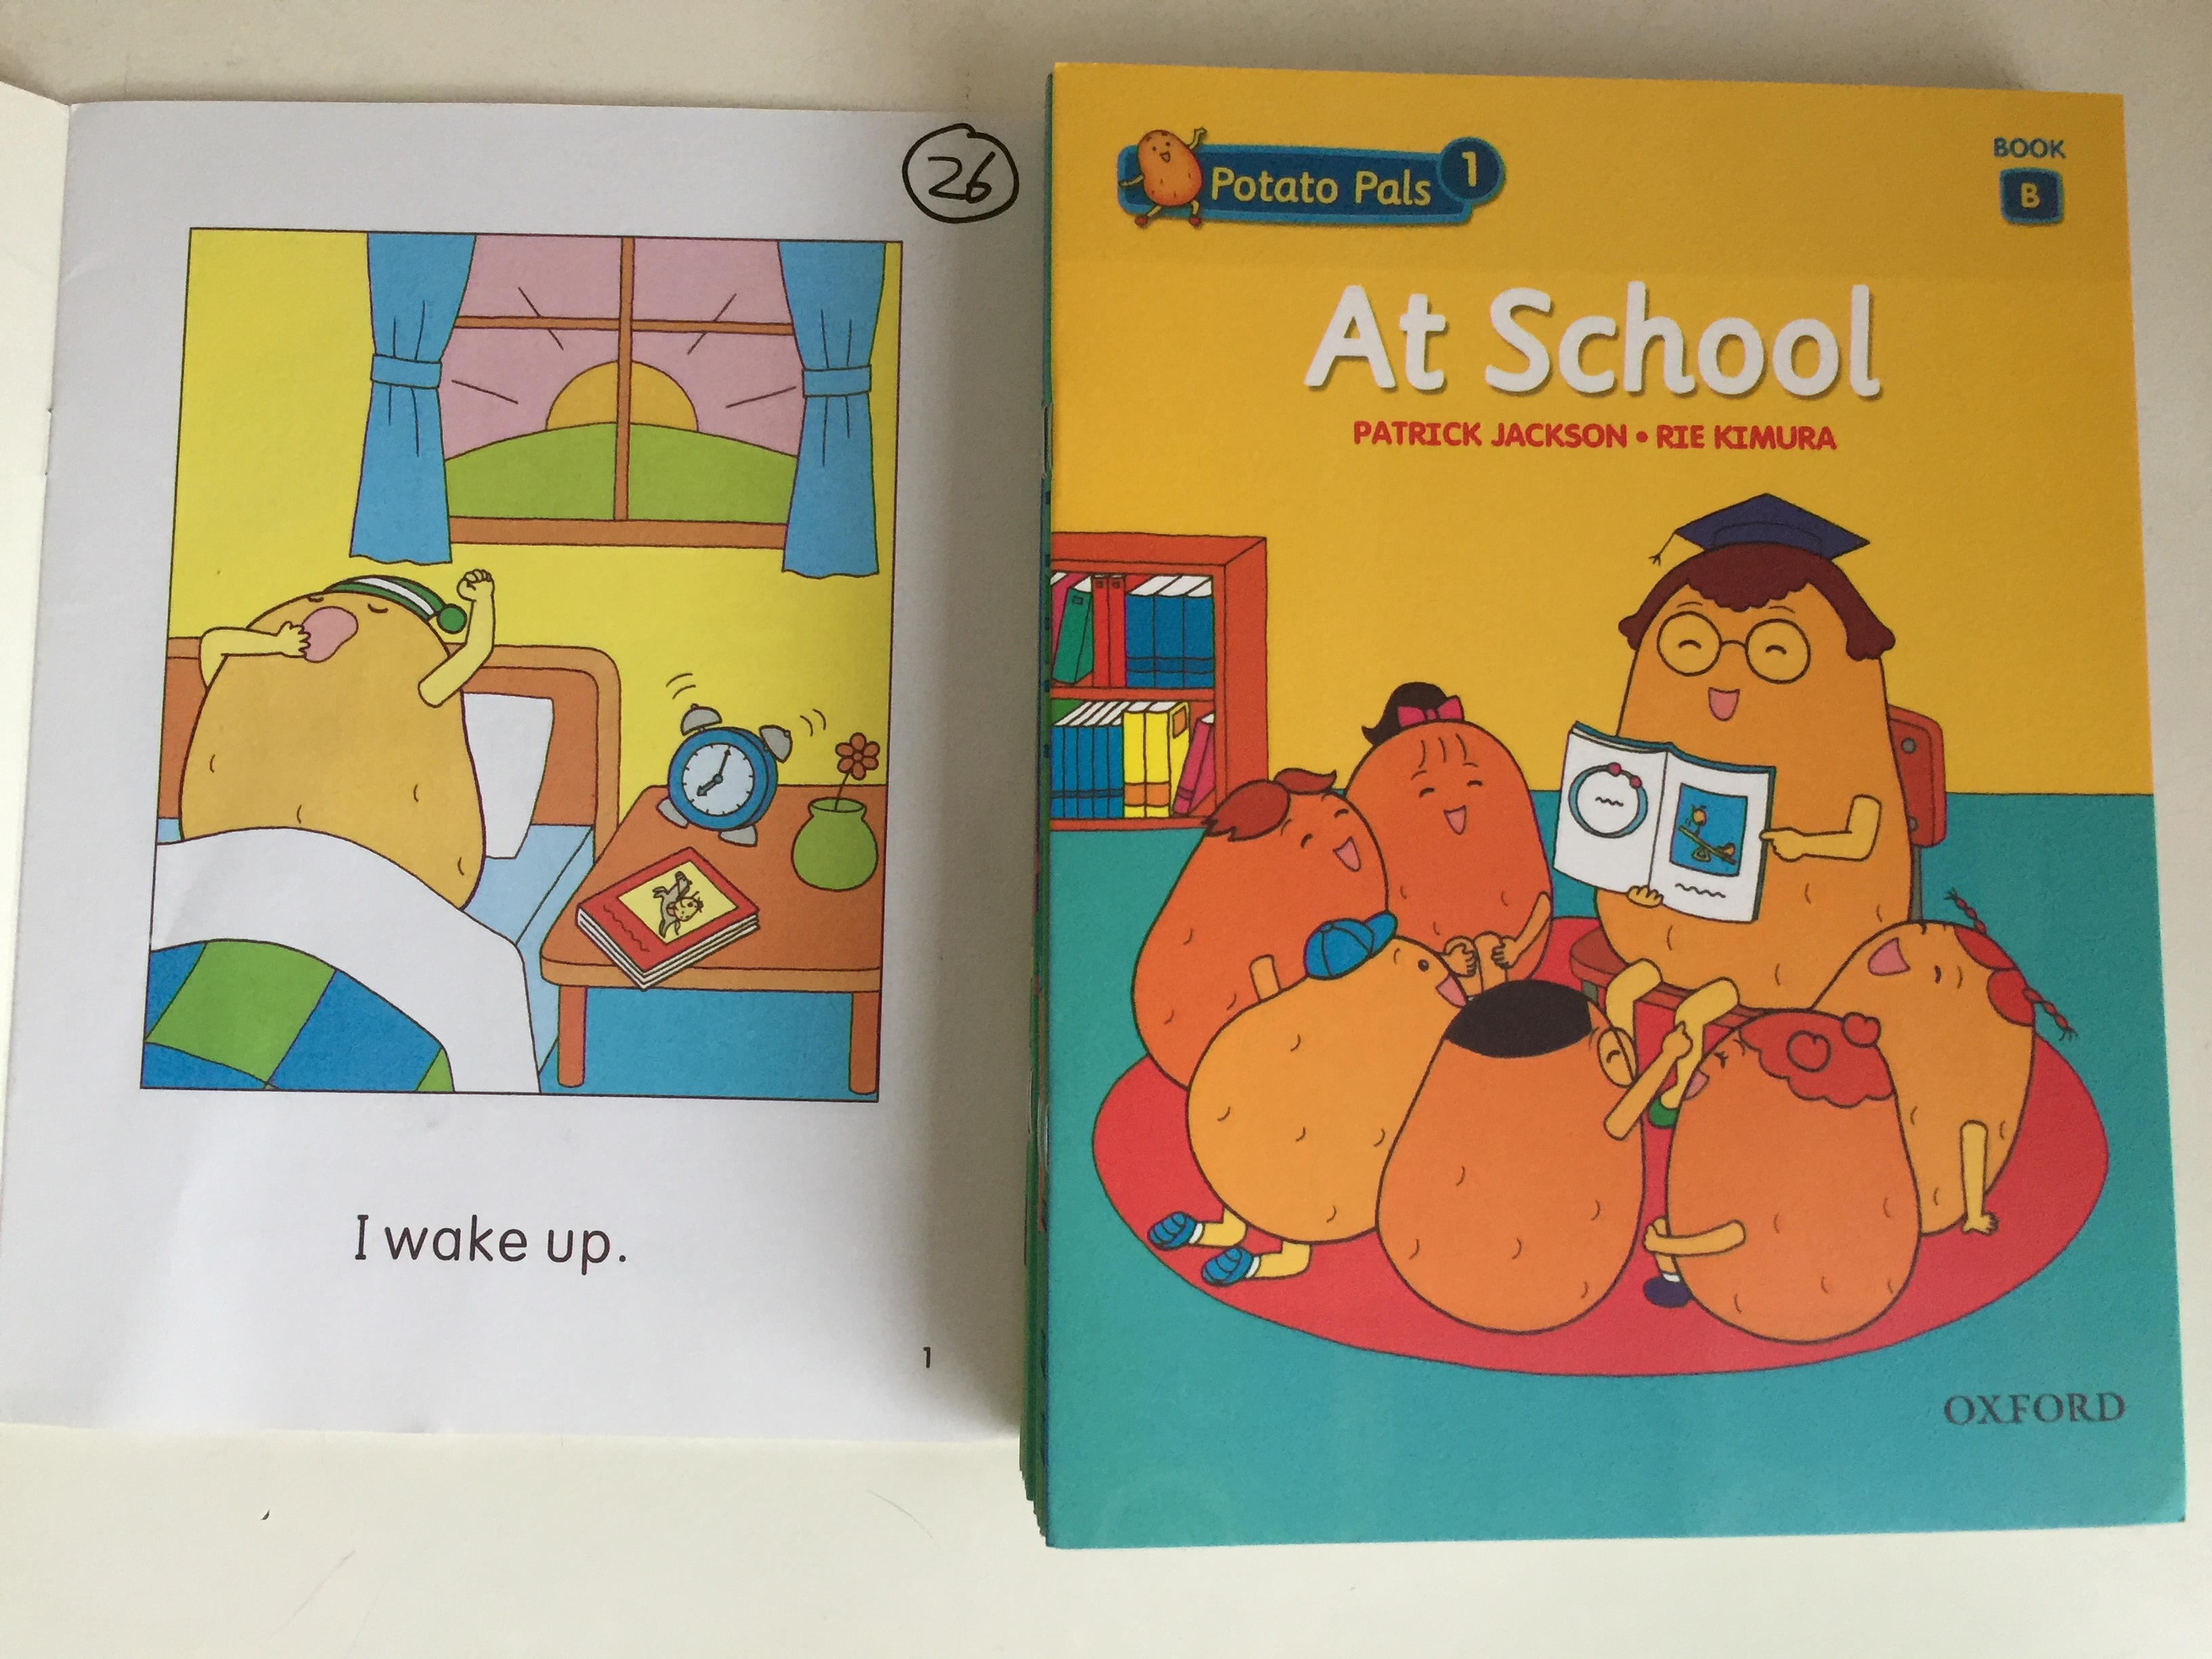 26
I wake up.
1
Potato Pals 1
BOOK
B
At School
PATRICK JACKSON • RIE KIMURA
OXFORD